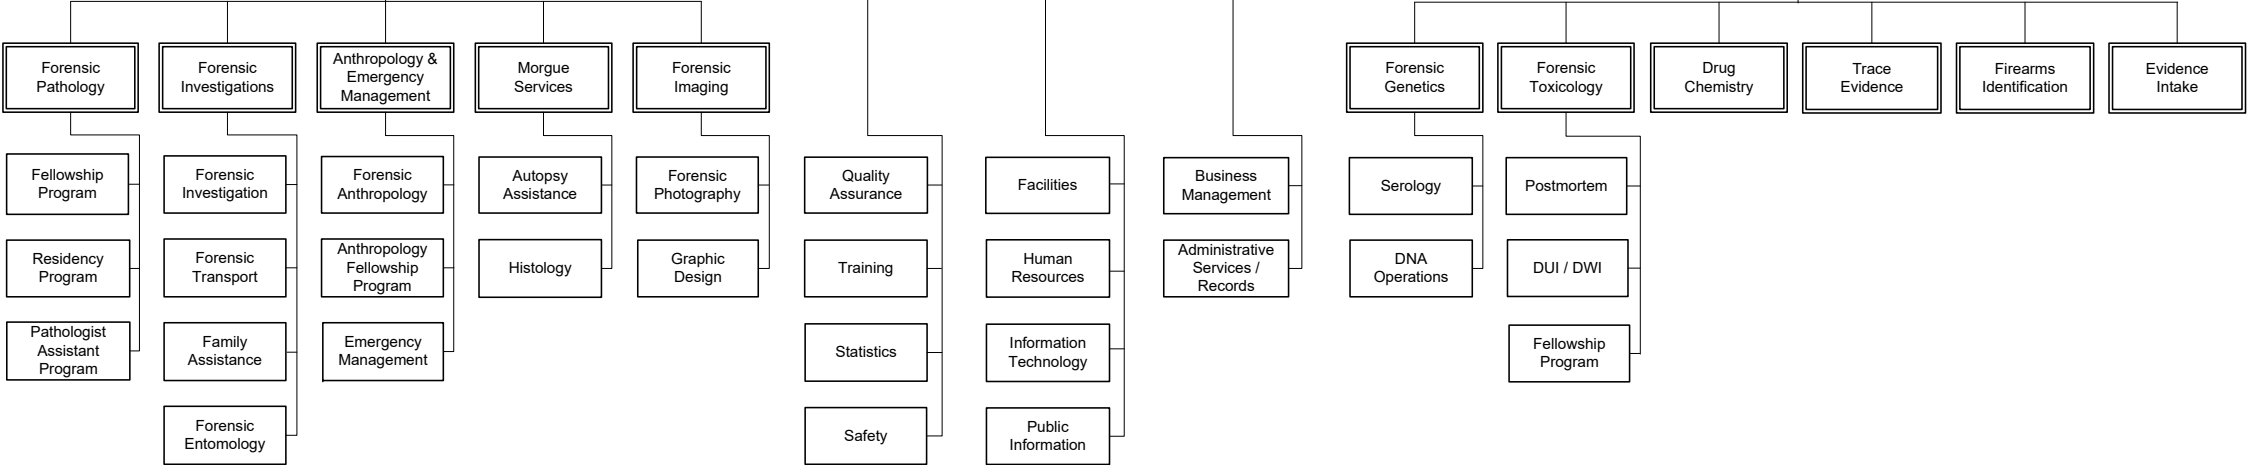 Forensic
Pathology
Forensic
Investigations
Anthropology &
Emergency
Management
Morgue
Services
Forensic
Imaging
Forensic
Genetics
Forensic
Toxicology
Drug
Chemistry
Trace
Evidence
Firearms
Identification
Evidence
Intake
Fellowship
Program
Forensic
Investigation
Forensic
Anthropology
Autopsy
Assistance
Forensic
Photography
Quality
Assurance
Facilities
Business
Management
Serology
Postmortem
Residency
Program
Forensic
Transport
Anthropology
Fellowship
Program
Histology
Graphic
Design
Training
Human
Resources
Administrative
Services /
Records
DNA
Operations
DUI / DWI
Pathologist
Assistant
Program
Family
Assistance
Emergency
Management
Statistics
Information
Technology
Fellowship
Program
Forensic
Entomology
Safety
Public
Information